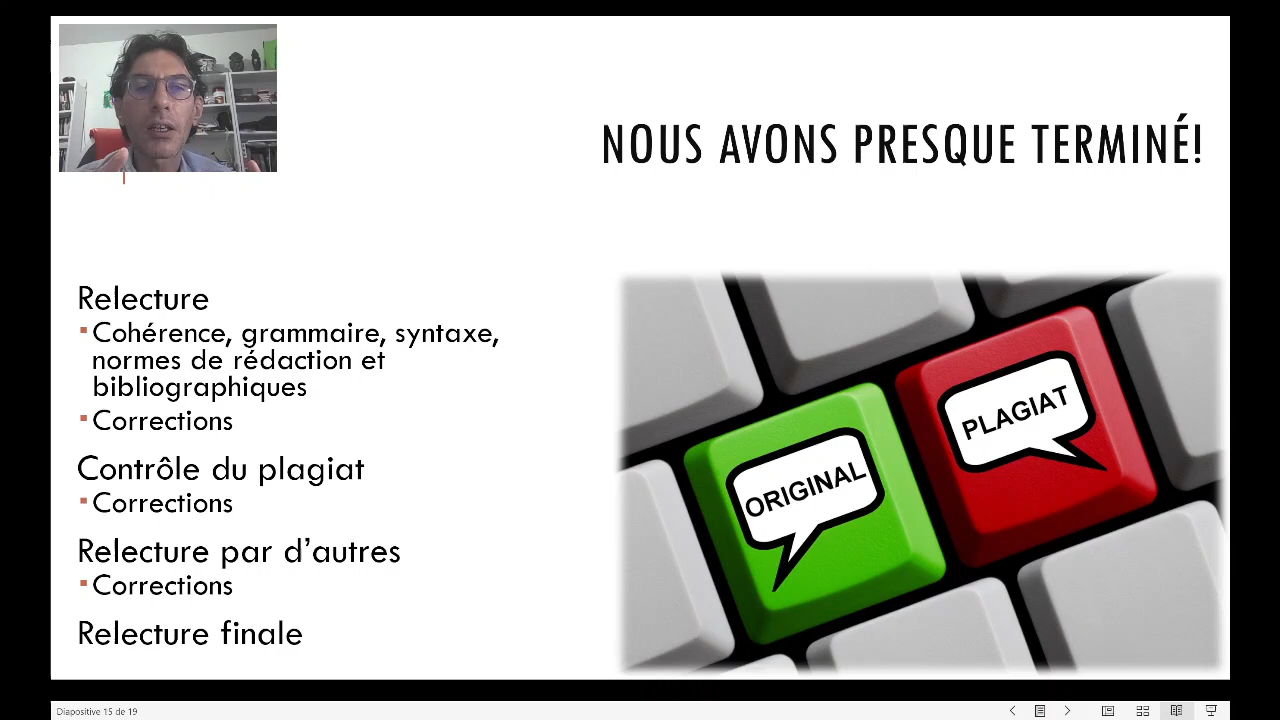 NOUS AVONS PRESQUE TERMINÉ!
Relecture
Cohérence, grammaire, syntaxe,
normes de rédaction et
bibliographiques
Corrections
Contrôle du plagiat
Corrections
Relecture par d’autres
Corrections
Relecture finale
ORIGINAL
PLAGIAT
Diapositive 15 de 19